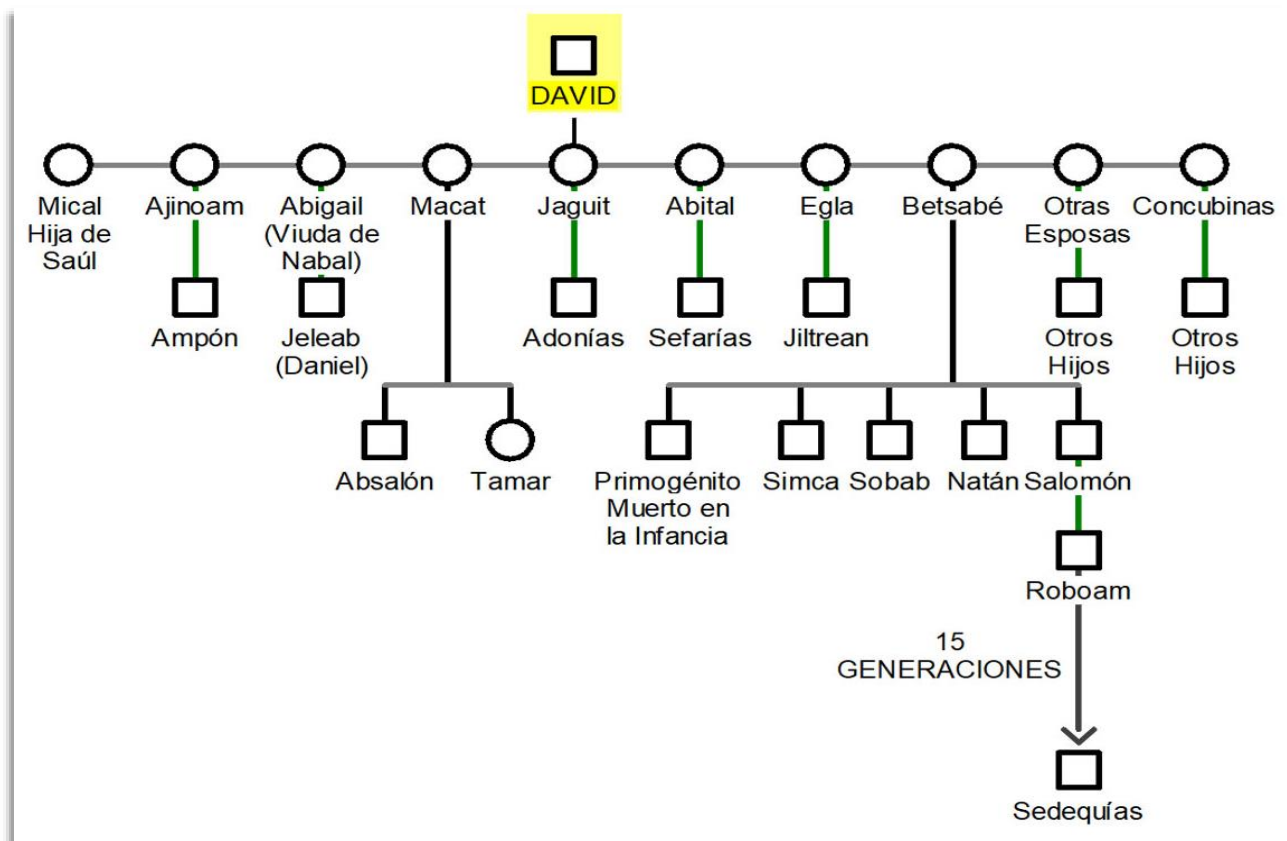 DAVID
Mical
Hija de
Saúl
Ajinoam
Abigail
(Viuda de
Nabal)
Macat
Jaguit
Abital
Egla
Betsabé
Otras
Esposas
Concubinas
Ampón
Jeleab
(Daniel)
Adonías
Sefarías
Jiltrean
Otros
Hijos
Otros
Hijos
Absalón
Tamar
Primogénito
Muerto en
la Infancia
Simca
Sobab
Natán
Salomón
Roboam
15
GENERACIONES
Sedequías